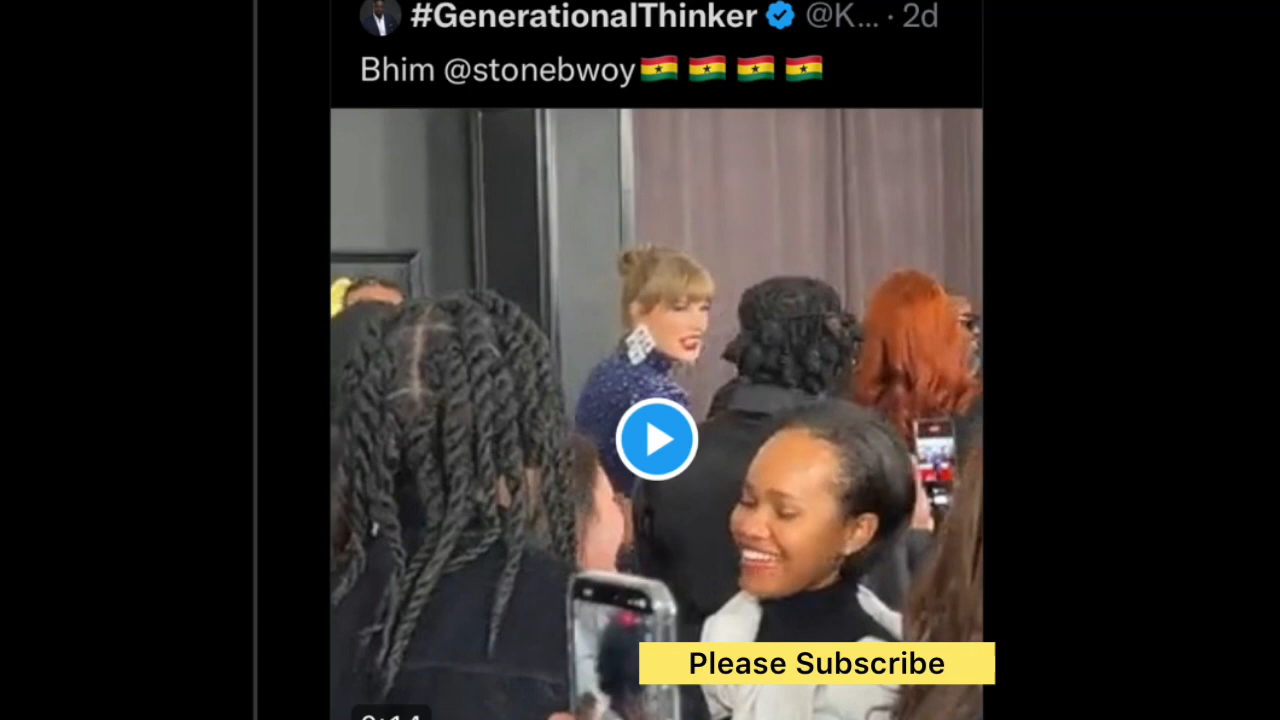 #GenerationalThinker @K... · 2d
Bhim @stonebwoy🇬🇭🇬🇭🇬🇭🇬🇭
Please Subscribe